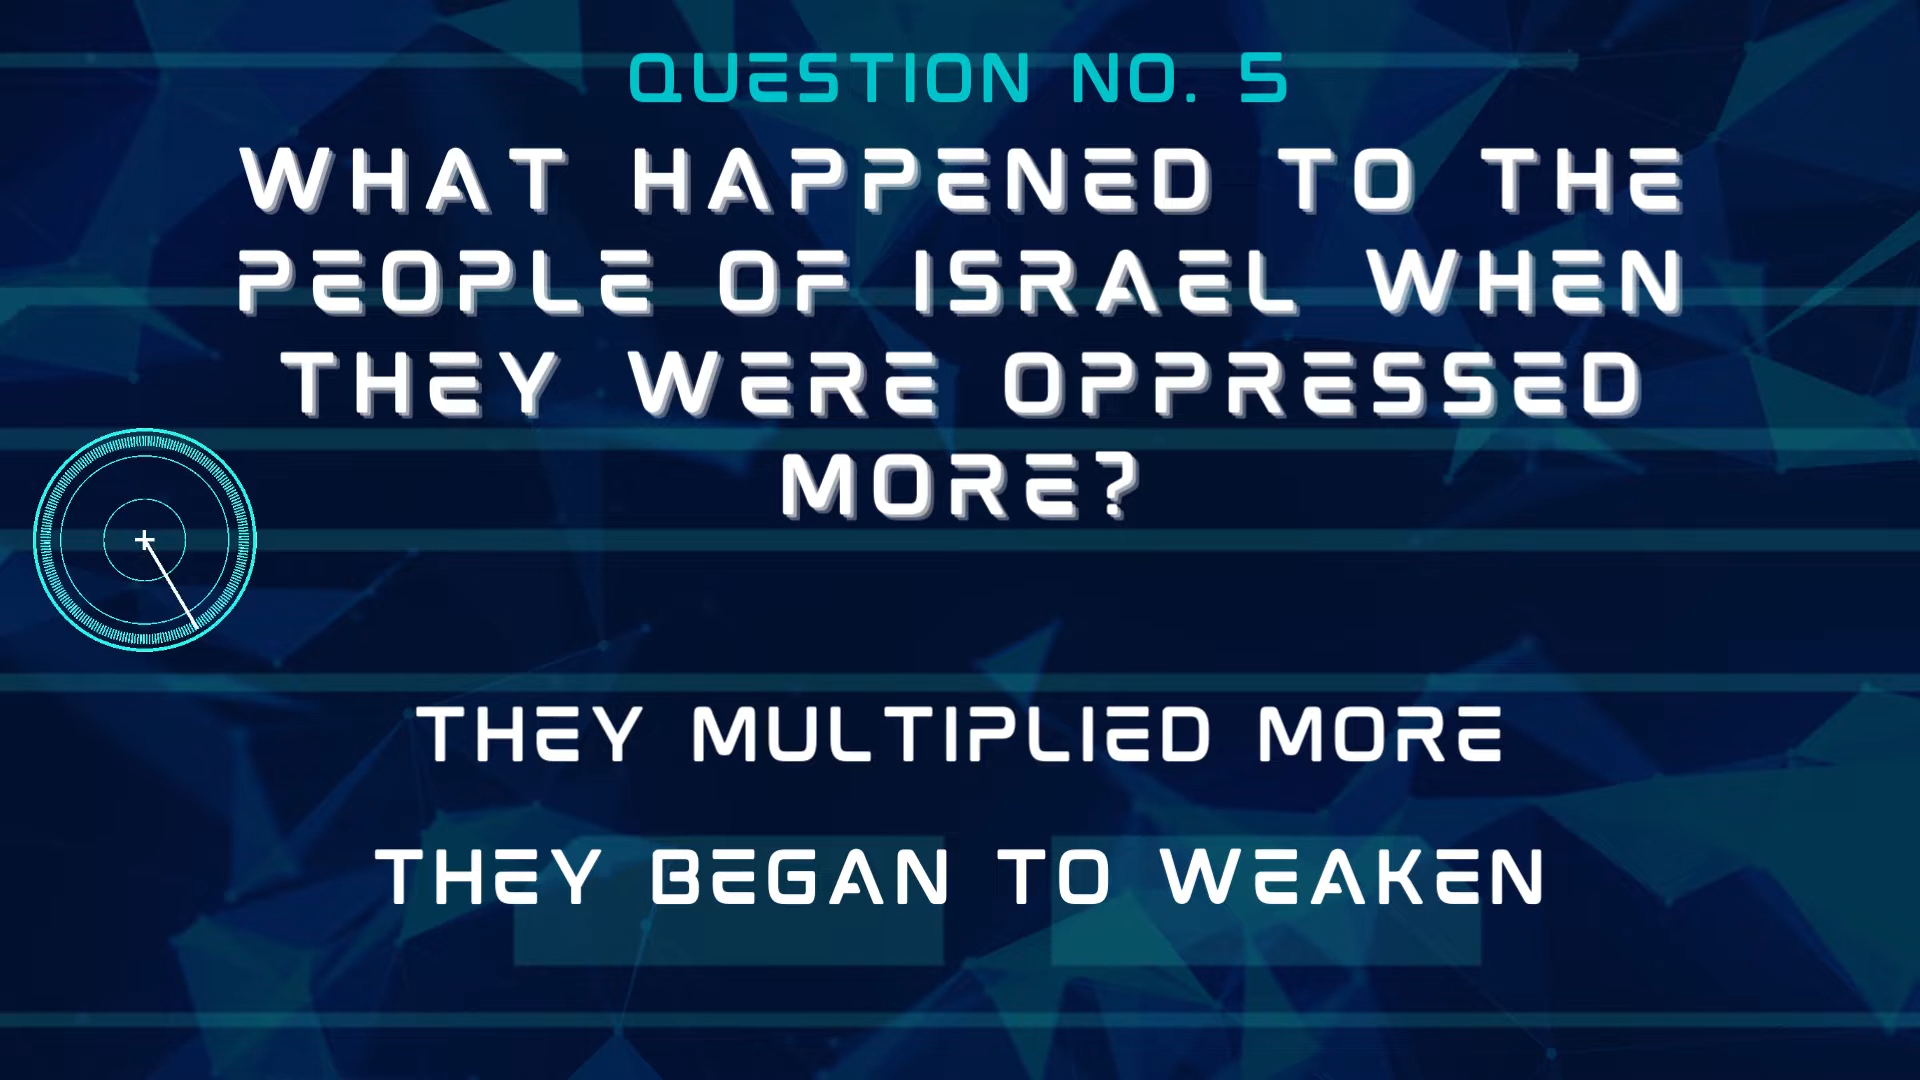 QUESTION NO. 5
WHAT HAPPENED TO THE
PEOPLE OF ISRAEL WHEN
THEY WERE OPPRESSED
MORE?
THEY MULTIPLIED MORE
THEY BEGAN TO WEAKEN